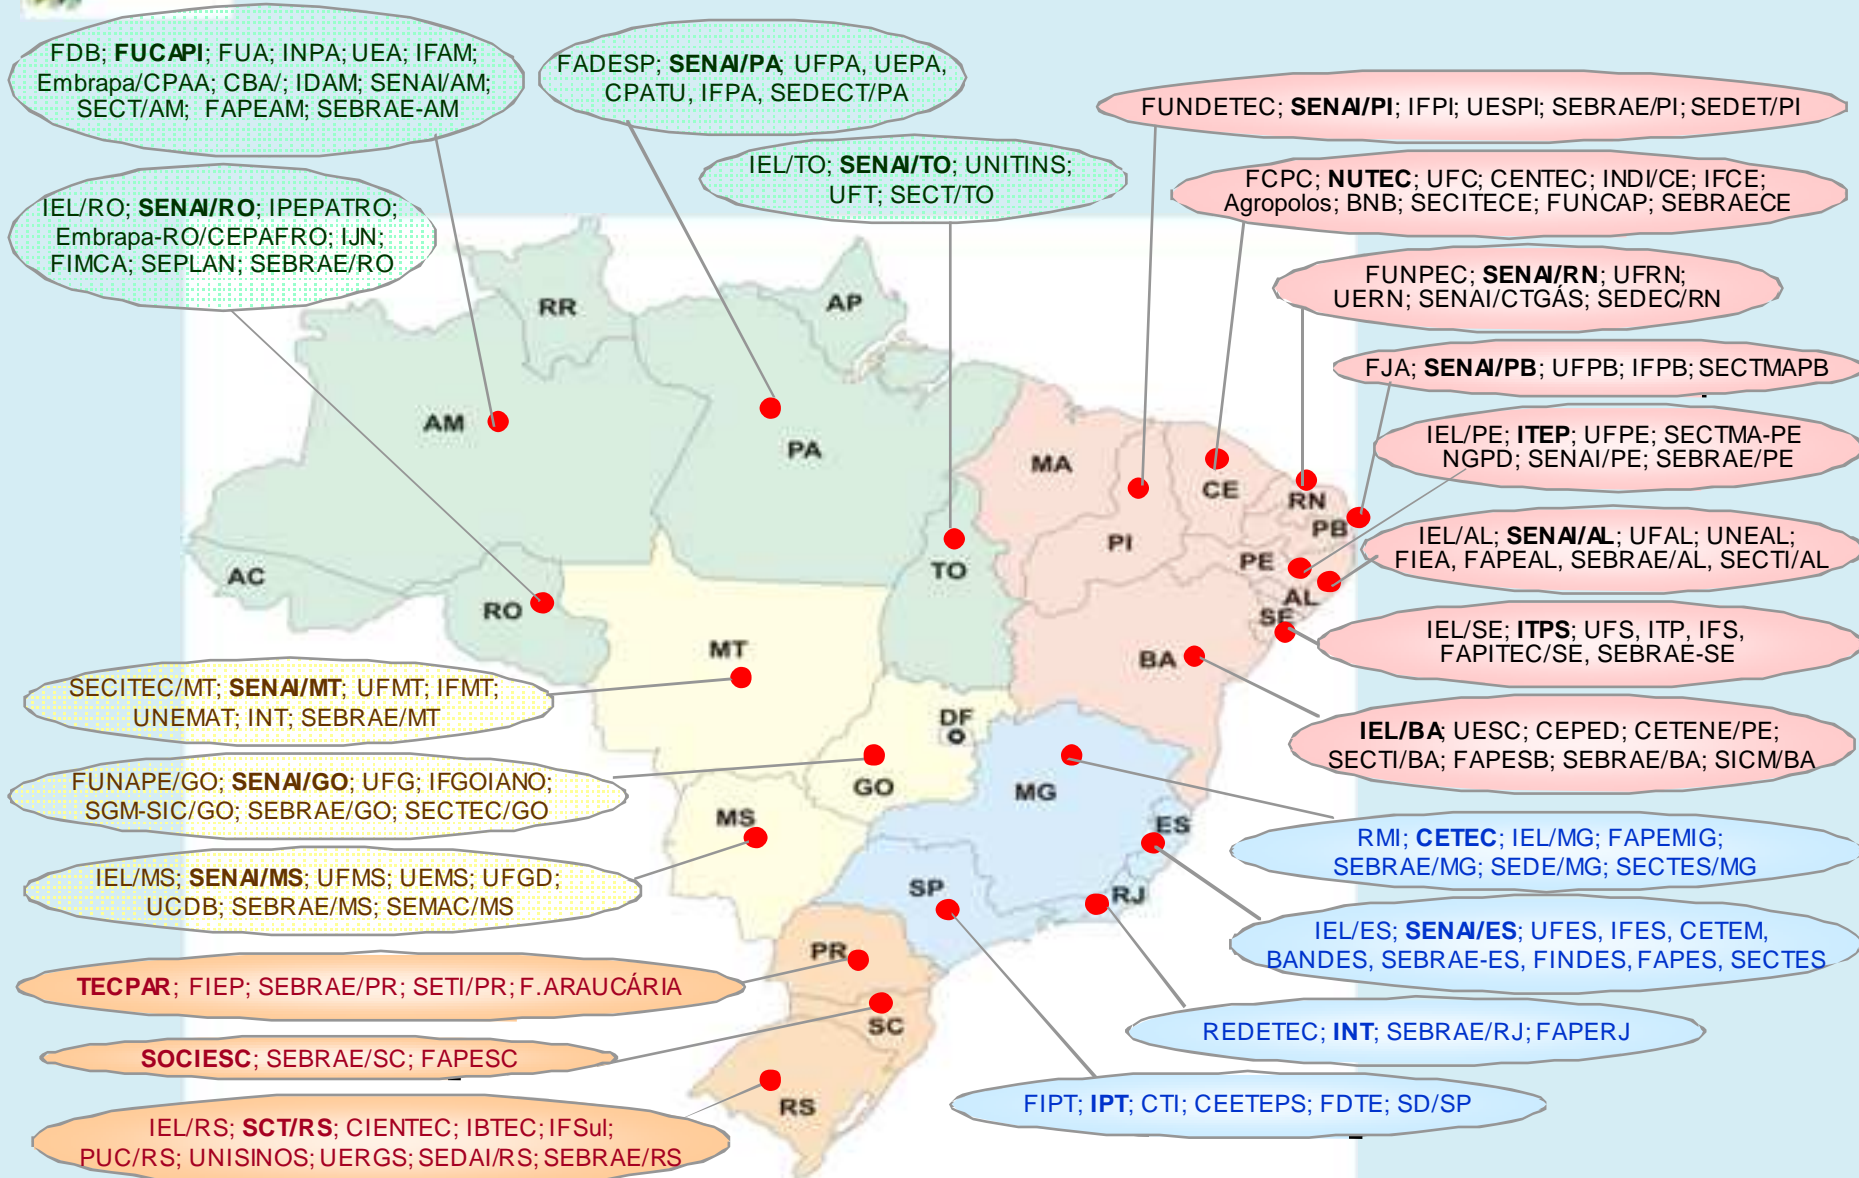 FDB; FUCAPI; FUA; INPA; UEA; IFAM;
Embrapa/CPAA; CBA/; IDAM; SENAI/AM;
SECT/AM; FAPEAM; SEBRAE-AM
FADESP; SENAI/PA; UFPA, UEPA,
CPATU, IFPA, SEDECT/PA
FUNDETEC; SENAI/PI; IFPI; UESPI; SEBRAE/PI; SEDET/PI
IEL/TO; SENAI/TO; UNITINS;
UFT; SECT/TO
FCPC; NUTEC; UFC; CENTEC; INDI/CE; IFCE;
Agropolos; BNB; SECITECE; FUNCAP; SEBRAECE
IEL/RO; SENAI/RO; IPEPATRO;
Embrapa-RO/CEPAFRO; IJN;
FIMCA; SEPLAN; SEBRAE/RO
FUNPEC; SENAI/RN; UFRN;
UERN; SENAI/CTGÁS; SEDEC/RN
FJA; SENAI/PB; UFPB; IFPB; SECTMAPB
IEL/PE; ITEP; UFPE; SECTMA-PE
NGPD; SENAI/PE; SEBRAE/PE
IEL/AL; SENAI/AL; UFAL; UNEAL;
FIEA, FAPEAL, SEBRAE/AL, SECTI/AL
IEL/SE; ITPS; UFS, ITP, IFS,
FAPITEC/SE, SEBRAE-SE
IEL/BA; UESC; CEPED; CETENE/PE;
SECTI/BA; FAPESB; SEBRAE/BA; SICM/BA
RR
AP
AM
PA
MA
CE
RN
PB
PI
PE
AL
SE
AC
RO
TO
BA
MT
DF
GO
MG
MS
ES
SP
RJ
PR
SC
RS
SECITEC/MT; SENAI/MT; UFMT; IFMT;
UNEMAT; INT; SEBRAE/MT
FUNAPE/GO; SENAI/GO; UFG; IFGOIANO;
SGM-SIC/GO; SEBRAE/GO; SECTEC/GO
IEL/MS; SENAI/MS; UFMS; UEMS; UFGD;
UCDB; SEBRAE/MS; SEMAC/MS
TECPAR; FIEP; SEBRAE/PR; SETI/PR; F.ARAUCÁRIA
SOCIESC; SEBRAE/SC; FAPESC
IEL/RS; SCT/RS; CIENTEC; IBTEC; IFSul;
PUC/RS; UNISINOS; UERGS; SEDAI/RS; SEBRAE/RS
RMI; CETEC; IEL/MG; FAPEMIG;
SEBRAE/MG; SEDE/MG; SECTES/MG
IEL/ES; SENAI/ES; UFES, IFES, CETEM,
BANDES, SEBRAE-ES, FINDES, FAPES, SECTES
REDETEC; INT; SEBRAE/RJ; FAPERJ
FIPT; IPT; CTI; CEETEPS; FDTE; SD/SP